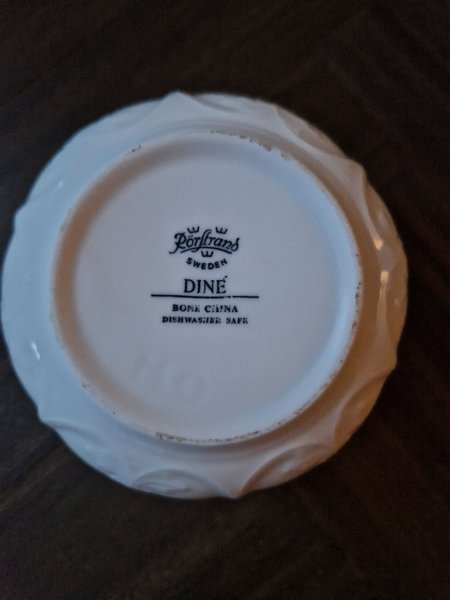 Rörstrand
SWEDEN
DINÉ
BONE CHINA
DISHWASHER SAFE